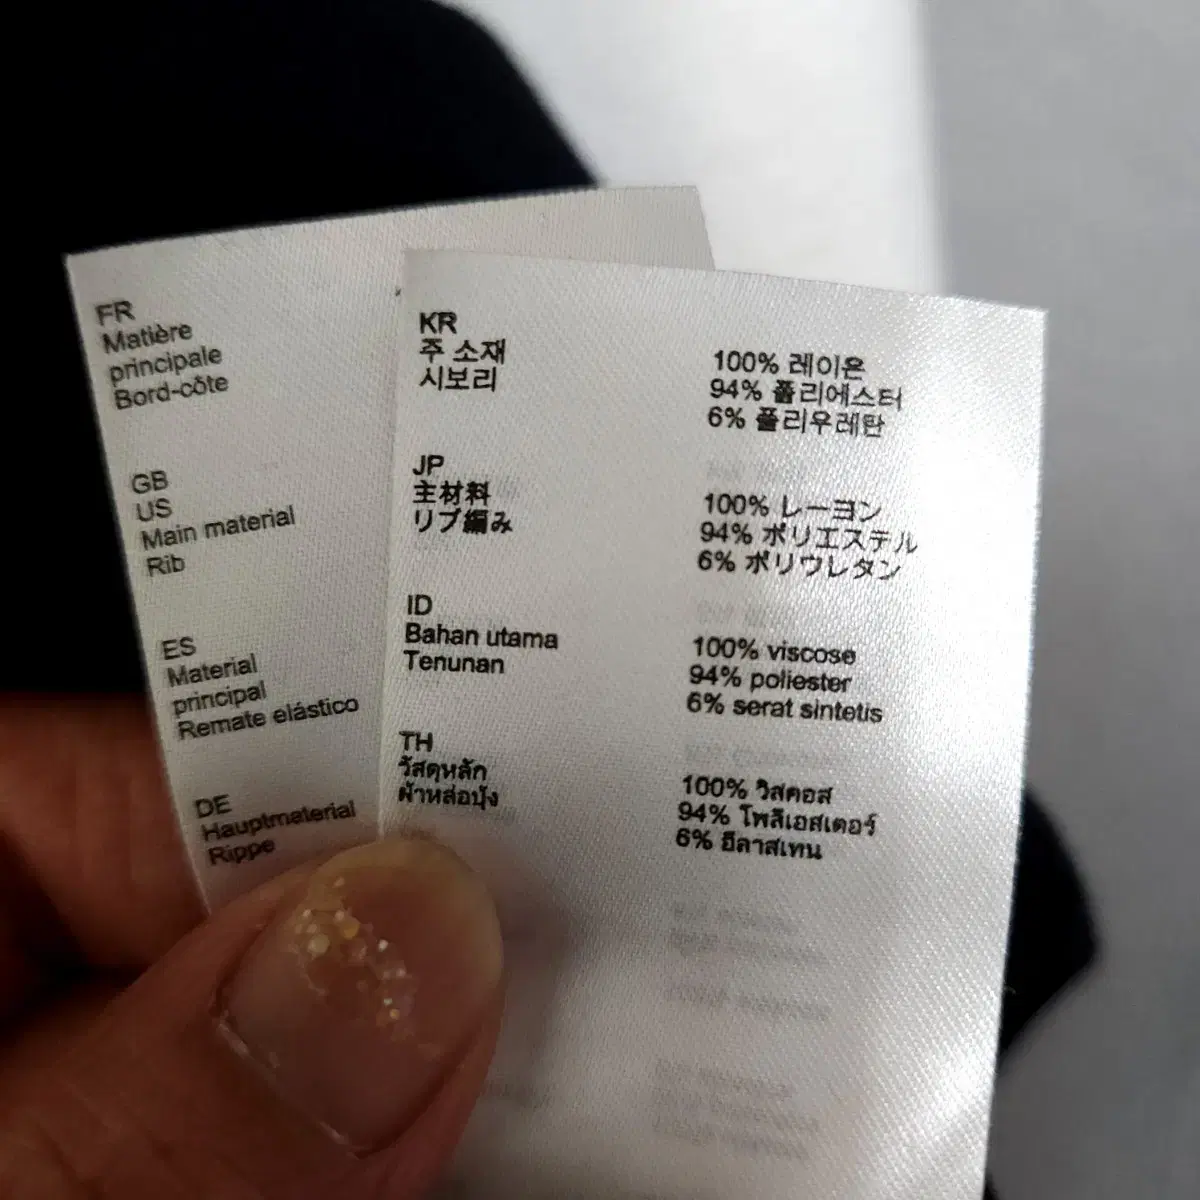 FR
Matière
principale
Bord-côte
GB
US
Main material
Rib
ES
Material
principal
Remate elástico
DE
Hauptmaterial
Rippe
KR
주 소재 100% 레이온
시보리 94% 폴리에스터
6% 폴리우레탄
JP
主材料 100% レーヨン
リブ編み 94% ポリエステル
6% ポリウレタン
ID
Bahan utama 100% viscose
Tenunan 94% poliester
6% serat sintetis
TH
วัสดุหลัก 100% วิสคอส
ผ้าหล่อบุ้ง 94% โพลีเอสเตอร์
6% อีลาสเทน